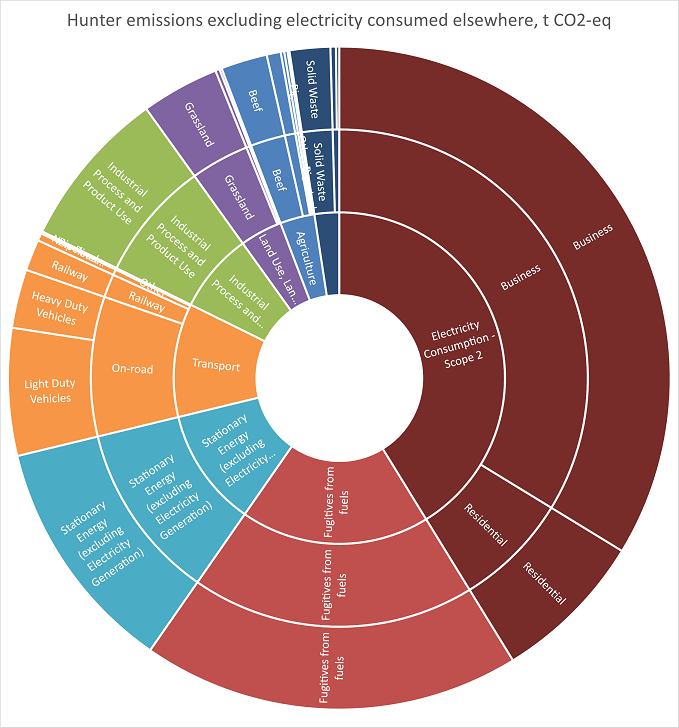 Hunter emissions excluding electricity consumed elsewhere, t CO2-eq
Business
Business
Electricity
Consumption -
Scope 2
Residential
Residential
Fugitives from
fuels
Fugitives from
fuels
Fugitives from
fuels
Stationary
Energy
(excluding
Electricity...
Stationary
Energy
(excluding
Electricity
Generation)
Stationary
Energy
(excluding
Electricity
Generation)
Transport
On-road
Light Duty
Vehicles
Heavy Duty
Vehicles
Railway
Railway
Other
Industrial
Process and...
Industrial
Process and
Product Use
Industrial
Process and
Product Use
Land Use, Lan...
Grassland
Grassland
Agriculture
Beef
Beef
Solid Waste
Solid Waste